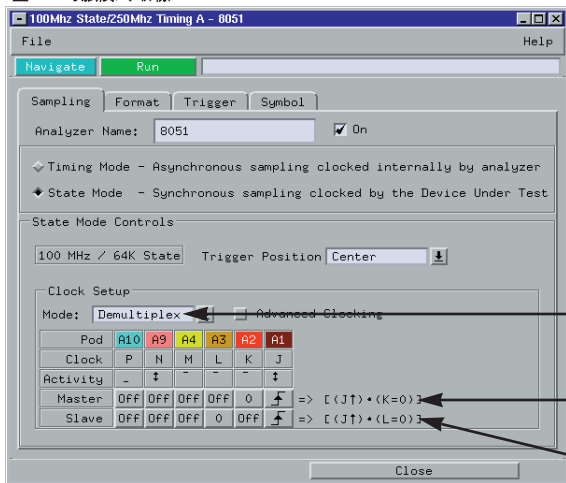 100Mhz State/250Mhz Timing A - 8051
File Help
Navigate Run
Sampling Format Trigger Symbol
Analyzer Name: 8051 On
Timing Mode - Asynchronous sampling clocked internally by analyzer
State Mode - Synchronous sampling clocked by the Device Under Test
State Mode Controls
100 MHz / 64K State Trigger Position Center
Clock Setup
Mode: Demultiplex Advanced Clocking
Pod A10 A9 A4 A3 A2 A1
Clock P N M L K J
Activity _ ↕ ¯ ¯ ¯ ↕
Master Off Off Off Off 0 => [(J↑)•(K=0)]
Slave Off Off Off 0 Off => [(J↑)•(L=0)]
Close